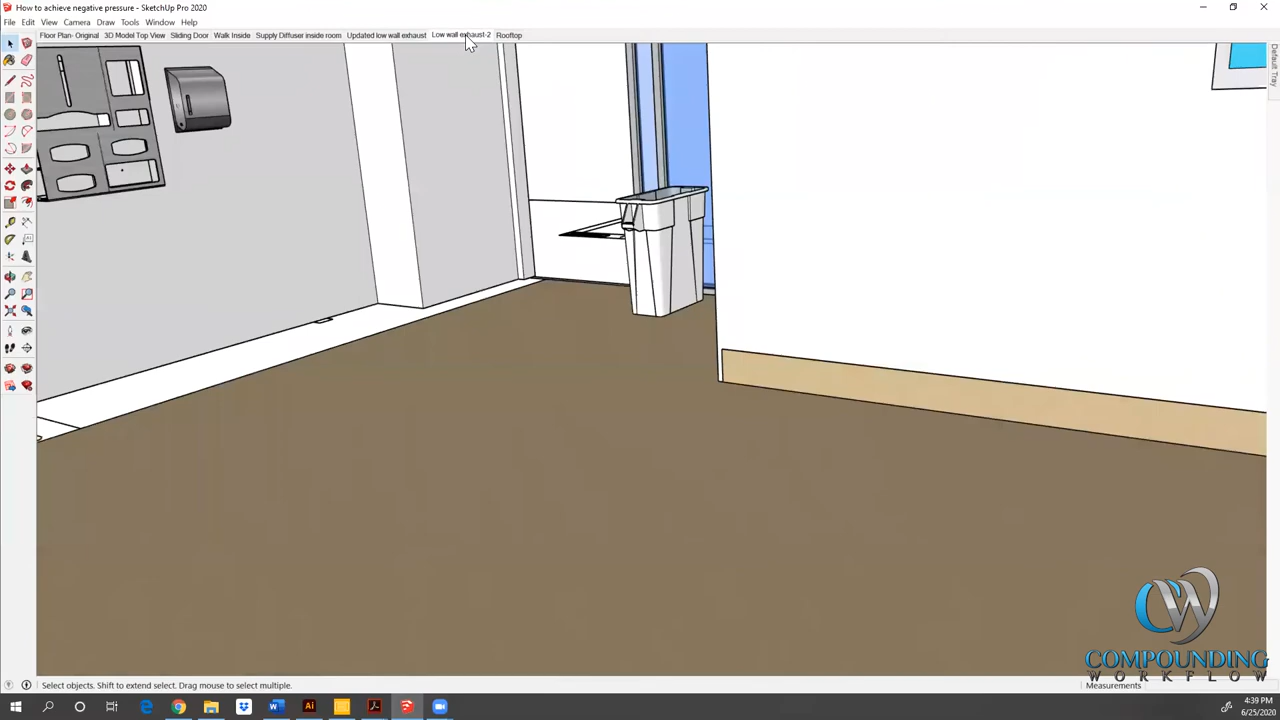 How to achieve negative pressure - SketchUp Pro 2020
File Edit View Camera Draw Tools Window Help
Floor Plan- Original 3D Model Top View Sliding Door Walk Inside Supply Diffuser inside room Updated low wall exhaust Low wall exhaust-2 Rooftop
Default Tray
CW
COMPOUNDING
WORKFLOW
Select objects. Shift to extend select. Drag mouse to select multiple. Measurements
4:39 PM
6/25/2020